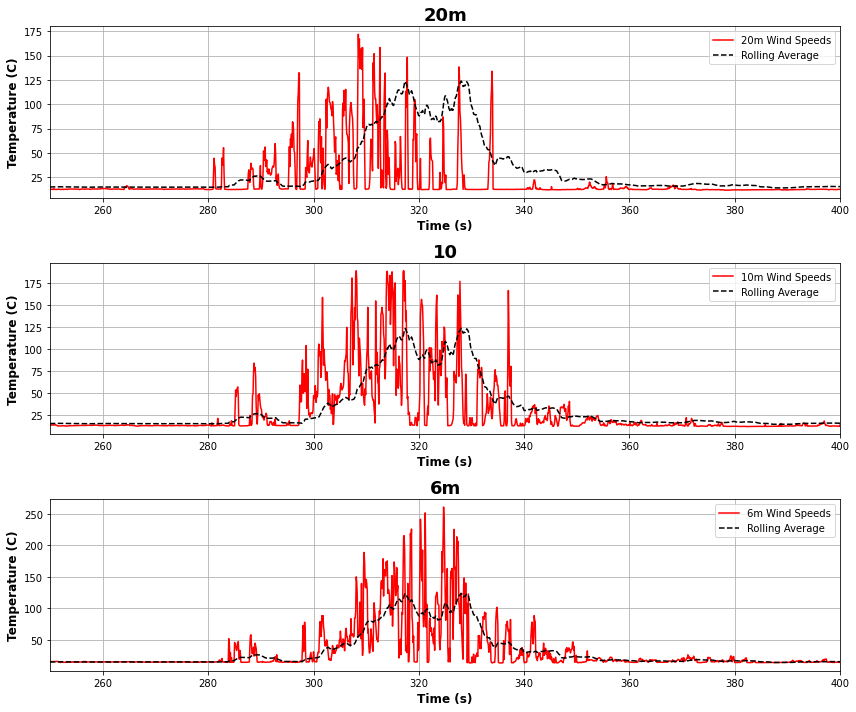 20m
Temperature (C)
175
150
125
100
75
50
25
20m Wind Speeds
Rolling Average
260 280 300 320 340 360 380 400
Time (s)
10
Temperature (C)
175
150
125
100
75
50
25
10m Wind Speeds
Rolling Average
260 280 300 320 340 360 380 400
Time (s)
6m
Temperature (C)
250
200
150
100
50
6m Wind Speeds
Rolling Average
260 280 300 320 340 360 380 400
Time (s)